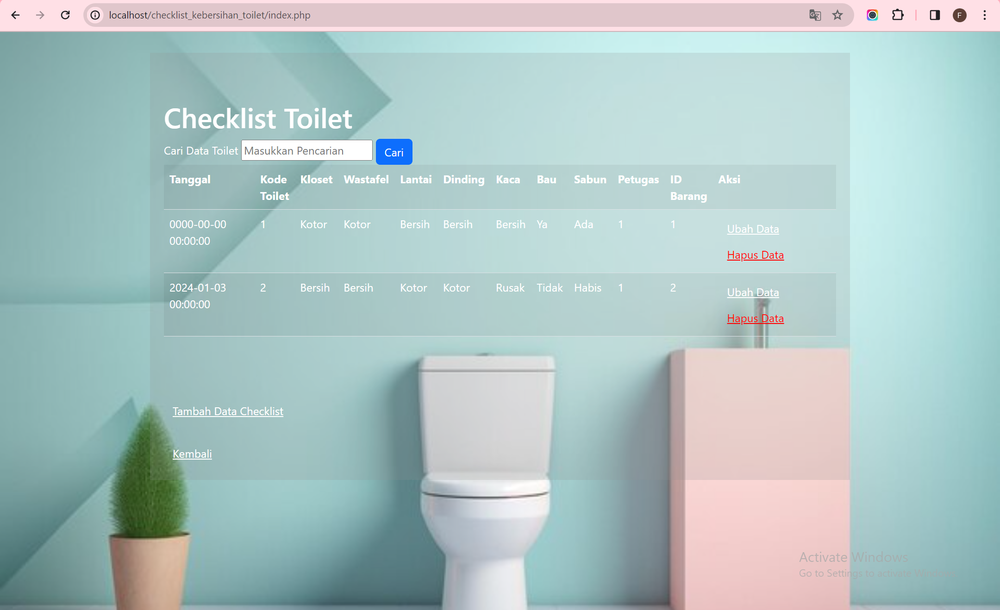 localhost/checklist_kebersihan_toilet/index.php
F
Checklist Toilet
Cari Data Toilet Masukkan Pencarian Cari
Tanggal Kode Toilet Kloset Wastafel Lantai Dinding Kaca Bau Sabun Petugas ID Barang Aksi
0000-00-00 00:00:00 1 Kotor Kotor Bersih Bersih Bersih Ya Ada 1 1 Ubah Data
Hapus Data
2024-01-03 00:00:00 2 Bersih Bersih Kotor Kotor Rusak Tidak Habis 1 2 Ubah Data
Hapus Data
Tambah Data Checklist
Kembali
Activate Windows
Go to Settings to activate Windows.